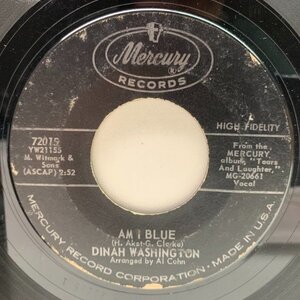 Mercury
RECORDS
72015
YW21155
M. Witmark &
Sons
(ASCAP) 2:52
HIGH FIDELITY
From the
MERCURY
album, "Tears
And Laughter,"
MG-20661
Vocal
AM I BLUE
(H. Akst-G. Clarke)
DINAH WASHINGTON
Arranged by Al Cohn
MERCURY RECORD CORPORATION • MADE IN U.S.A.